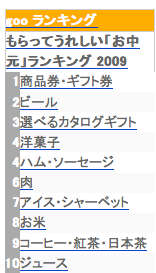 goo ランキング
もらってうれしい「お中
元」ランキング 2009
1 商品券・ギフト券
2 ビール
3 選べるカタログギフト
4 洋菓子
4 ハム・ソーセージ
6 肉
7 アイス・シャーベット
8 お米
9 コーヒー・紅茶・日本茶
10 ジュース